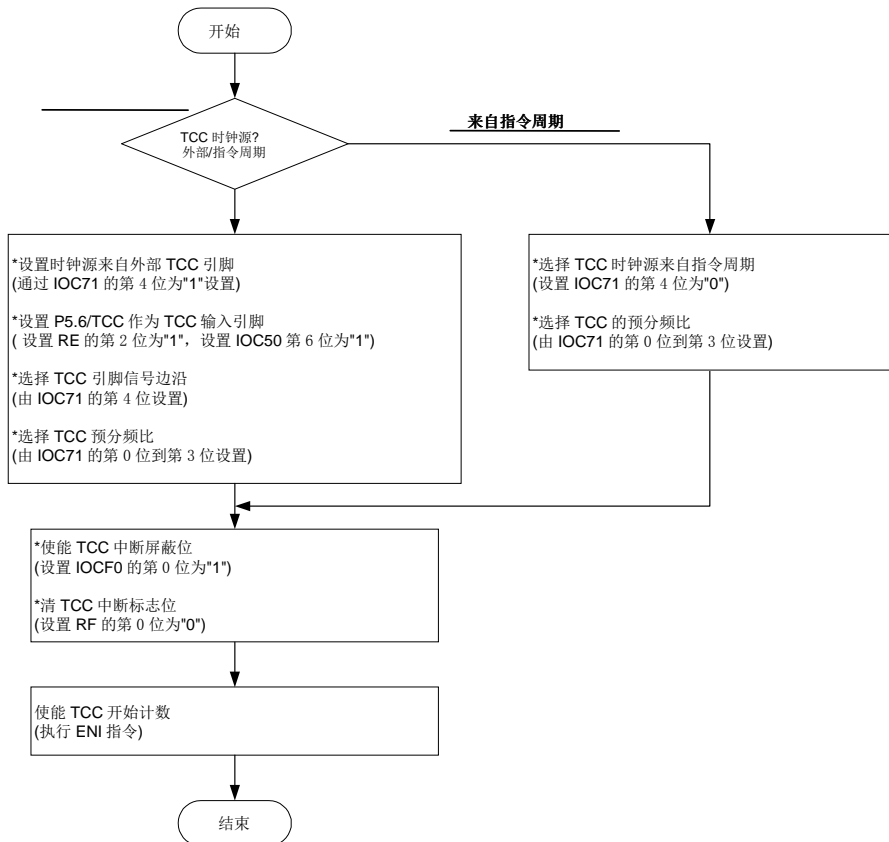 开始
TCC 时钟源?
外部/指令周期
来自指令周期
*设置时钟源来自外部 TCC 引脚
(通过 IOC71 的第 4 位为"1"设置)
*设置 P5.6/TCC 作为 TCC 输入引脚
( 设置 RE 的第 2 位为"1"，设置 IOC50 第 6 位为"1")
*选择 TCC 引脚信号边沿
(由 IOC71 的第 4 位设置)
*选择 TCC 预分频比
(由 IOC71 的第 0 位到第 3 位设置)
*选择 TCC 时钟源来自指令周期
(设置 IOC71 的第 4 位为"0")
*选择 TCC 的预分频比
(由 IOC71 的第 0 位到第 3 位设置)
*使能 TCC 中断屏蔽位
(设置 IOCF0 的第 0 位为"1")
*清 TCC 中断标志位
(设置 RF 的第 0 位为"0")
使能 TCC 开始计数
(执行 ENI 指令)
结束